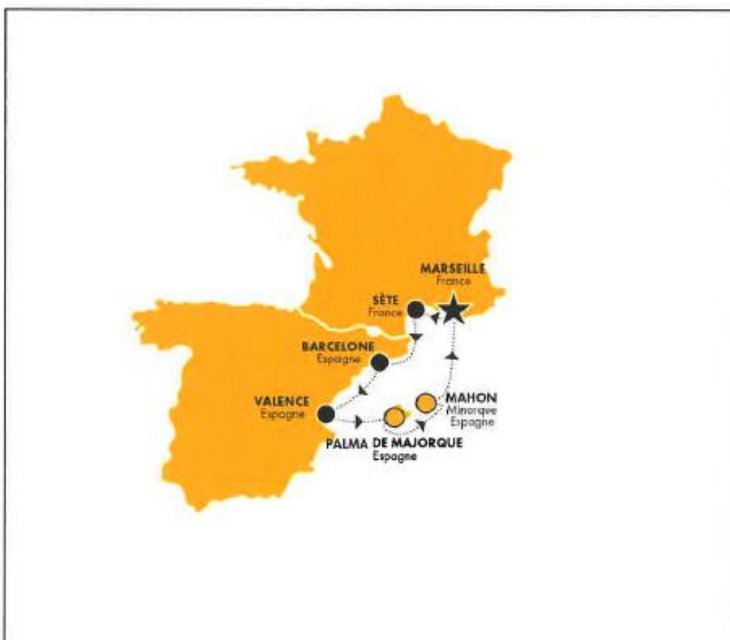 MARSEILLE
France
SÈTE
France
BARCELONE
Espagne
VALENCE
Espagne
MAHON
Minorque
Espagne
PALMA DE MAJORQUE
Espagne